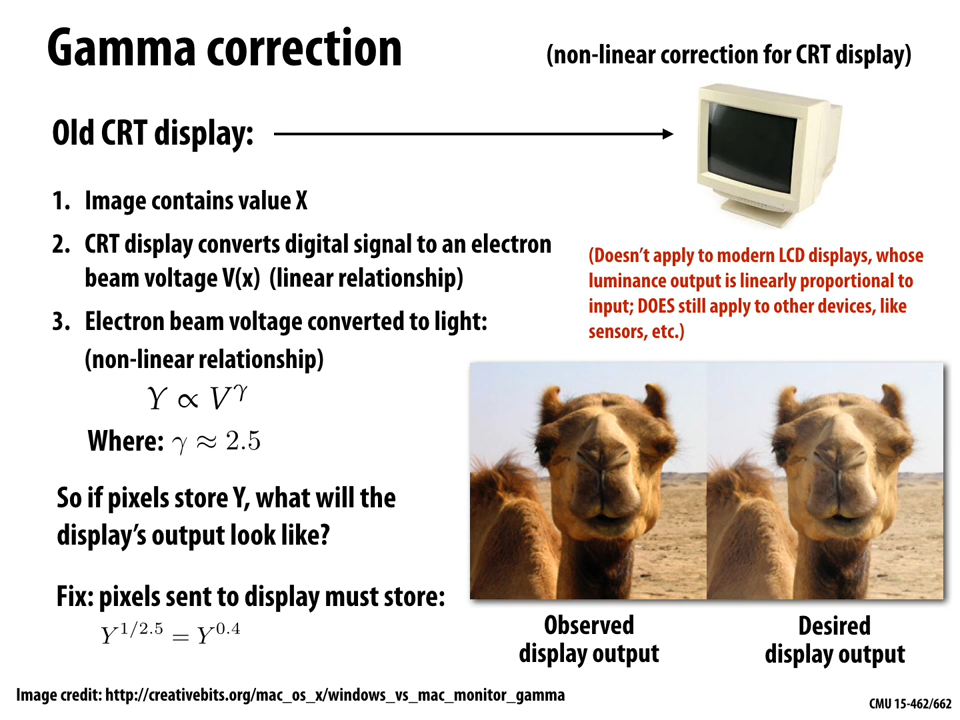 Gamma correction
(non-linear correction for CRT display)
Old CRT display:
1. Image contains value X
2. CRT display converts digital signal to an electron
beam voltage V(x) (linear relationship)
3. Electron beam voltage converted to light:
(non-linear relationship)
Y ∝ V^γ
Where: γ ≈ 2.5
So if pixels store Y, what will the
display’s output look like?
Fix: pixels sent to display must store:
Y^{1/2.5} = Y^{0.4}
(Doesn’t apply to modern LCD displays, whose
luminance output is linearly proportional to
input; DOES still apply to other devices, like
sensors, etc.)
Observed
display output
Desired
display output
Image credit: http://creativebits.org/mac_os_x/windows_vs_mac_monitor_gamma
CMU 15-462/662